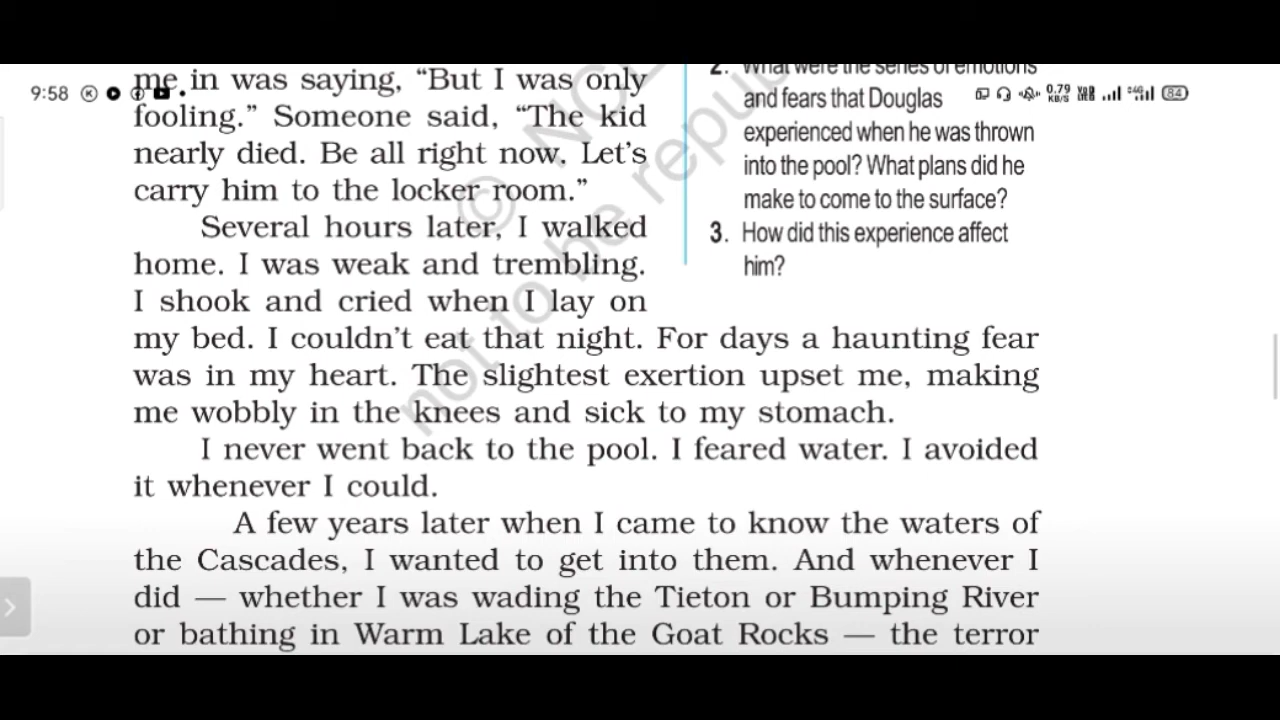 me in was saying, “But I was only
fooling.” Someone said, “The kid
nearly died. Be all right now. Let’s
carry him to the locker room.”
Several hours later, I walked
home. I was weak and trembling.
I shook and cried when I lay on
my bed. I couldn’t eat that night. For days a haunting fear
was in my heart. The slightest exertion upset me, making
me wobbly in the knees and sick to my stomach.
I never went back to the pool. I feared water. I avoided
it whenever I could.
A few years later when I came to know the waters of
the Cascades, I wanted to get into them. And whenever I
did — whether I was wading the Tieton or Bumping River
or bathing in Warm Lake of the Goat Rocks — the terror
2. What were the series of emotions
and fears that Douglas
experienced when he was thrown
into the pool? What plans did he
make to come to the surface?
3. How did this experience affect
him?
9:58
0.79
KB/S
84
© NCE
not to be repu